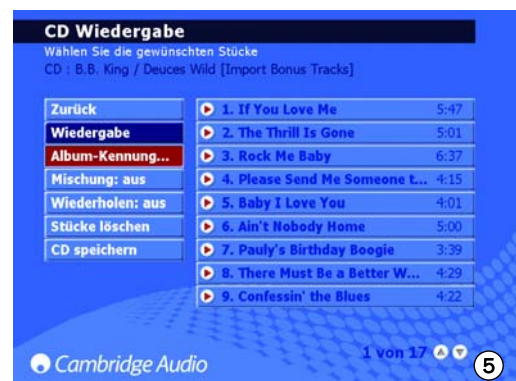 CD Wiedergabe
Wählen Sie die gewünschten Stücke
CD : B.B. King / Deuces Wild [Import Bonus Tracks]
Zurück
Wiedergabe
Album-Kennung...
Mischung: aus
Wiederholen: aus
Stücke löschen
CD speichern
1. If You Love Me 5:47
2. The Thrill Is Gone 5:01
3. Rock Me Baby 6:37
4. Please Send Me Someone t... 4:15
5. Baby I Love You 4:01
6. Ain't Nobody Home 5:00
7. Pauly's Birthday Boogie 3:39
8. There Must Be a Better W... 4:29
9. Confessin' the Blues 4:22
1 von 17
Cambridge Audio
5